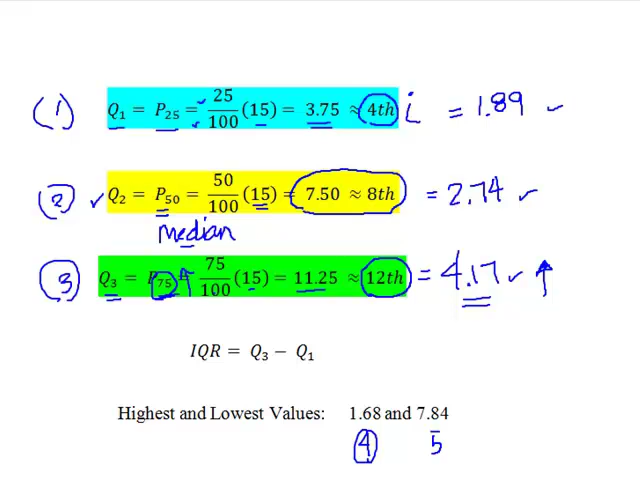 (1) Q₁ = P₂₅ = 25/100 (15) = 3.75 ≈ 4th i = 1.89 ✓
② ✓ Q₂ = P₅₀ = 50/100 (15) = 7.50 ≈ 8th = 2.74 ✓
median
③ Q₃ = P₇₅ ↑ = 75/100 (15) = 11.25 ≈ 12th = 4.17 ✓ ↑
IQR = Q₃ − Q₁
Highest and Lowest Values: 1.68 and 7.84
④ 5